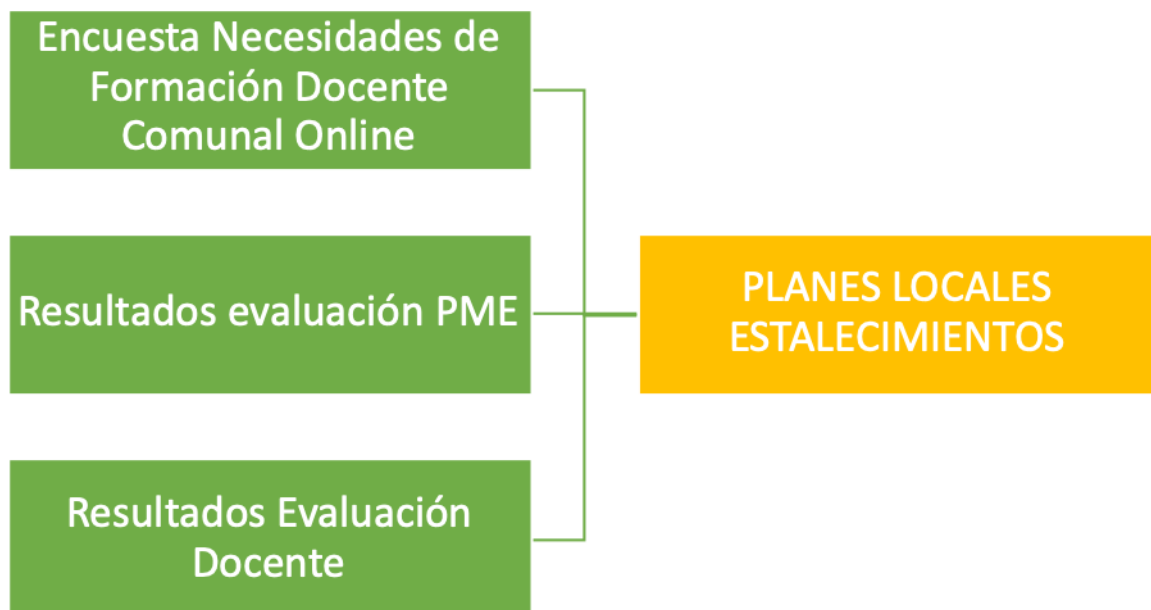 Encuesta Necesidades de
Formación Docente
Comunal Online
Resultados evaluación PME
PLANES LOCALES
ESTALECIMIENTOS
Resultados Evaluación
Docente